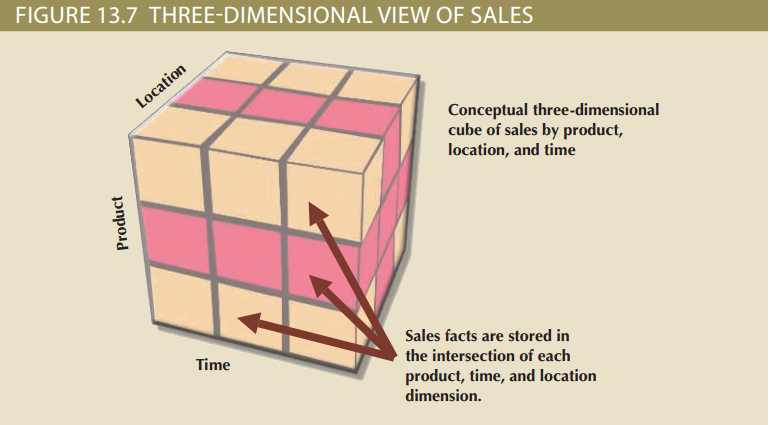 FIGURE 13.7 THREE-DIMENSIONAL VIEW OF SALES
Location
Conceptual three-dimensional
cube of sales by product,
location, and time
Product
Sales facts are stored in
the intersection of each
product, time, and location
dimension.
Time